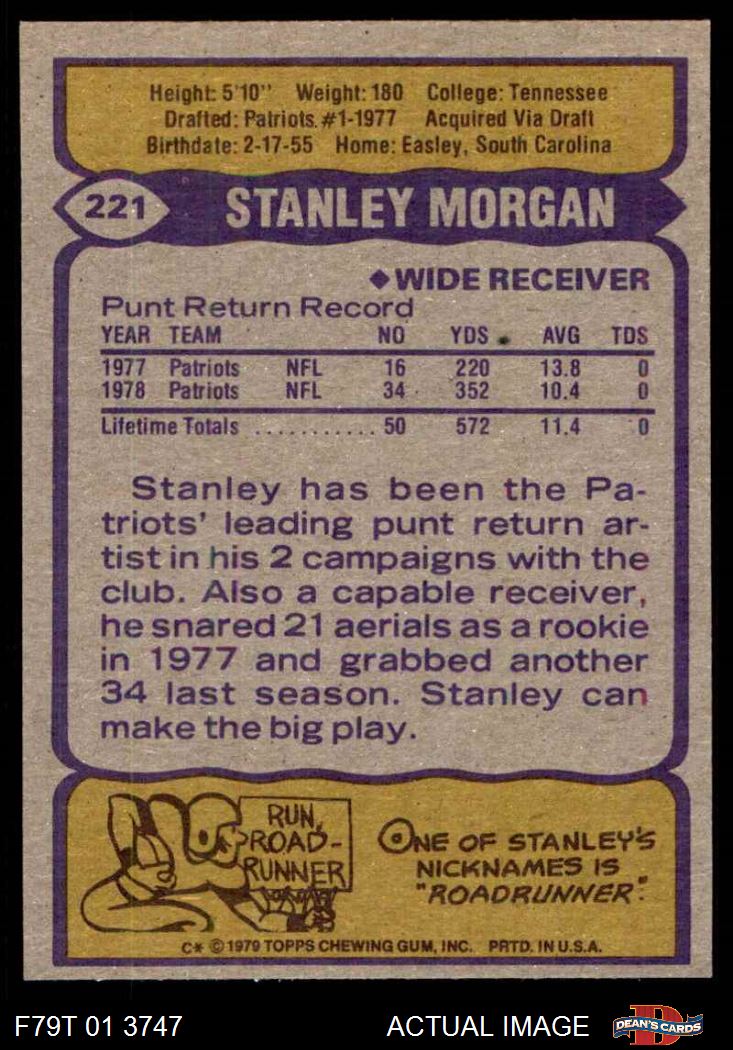 Height: 5'10" Weight: 180 College: Tennessee
Drafted: Patriots. #1-1977 Acquired Via Draft
Birthdate: 2-17-55 Home: Easley, South Carolina
221 STANLEY MORGAN
◆WIDE RECEIVER
Punt Return Record
YEAR TEAM NO YDS AVG TDS
1977 Patriots NFL 16 220 13.8 0
1978 Patriots NFL 34 352 10.4 0
Lifetime Totals ........... 50 572 11.4 0
Stanley has been the Pa-
triots' leading punt return ar-
tist in his 2 campaigns with the
club. Also a capable receiver,
he snared 21 aerials as a rookie
in 1977 and grabbed another
34 last season. Stanley can
make the big play.
RUN,
ROAD-
RUNNER
ONE OF STANLEY'S
NICKNAMES IS
"ROADRUNNER".
C* © 1979 TOPPS CHEWING GUM, INC. PRTD. IN U.S.A.
F79T 01 3747 ACTUAL IMAGE D DEAN'S CARDS